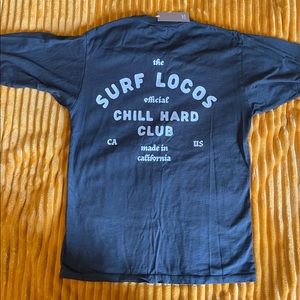 the
SURF LOCOS
official
CHILL HARD
CLUB
CA US
made in
california